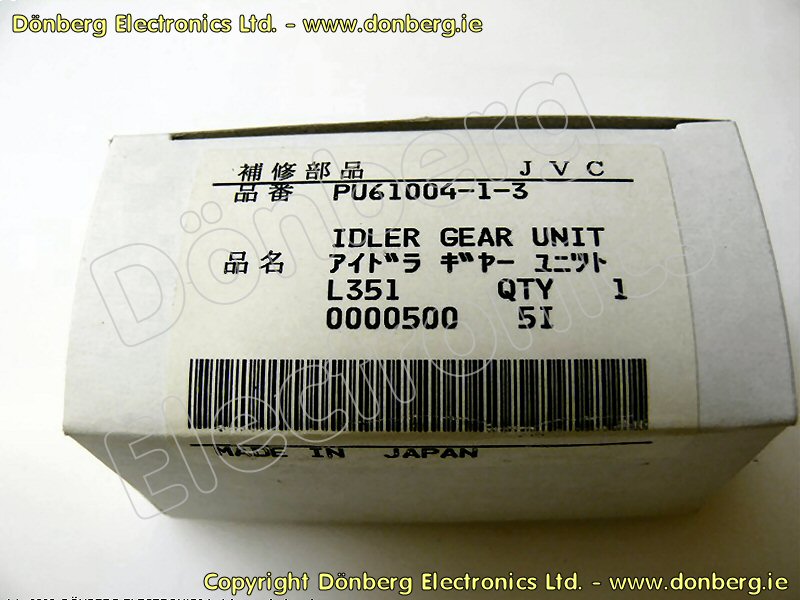 Dönberg Electronics Ltd. - www.donberg.ie
補修部品 JVC
品番 PU61004-1-3
IDLER GEAR UNIT
品名 アイドラ ギヤー ユニット
L351 QTY 1
0000500 5I
MADE IN JAPAN
Dönberg
Electronics
Copyright Dönberg Electronics Ltd. - www.donberg.ie